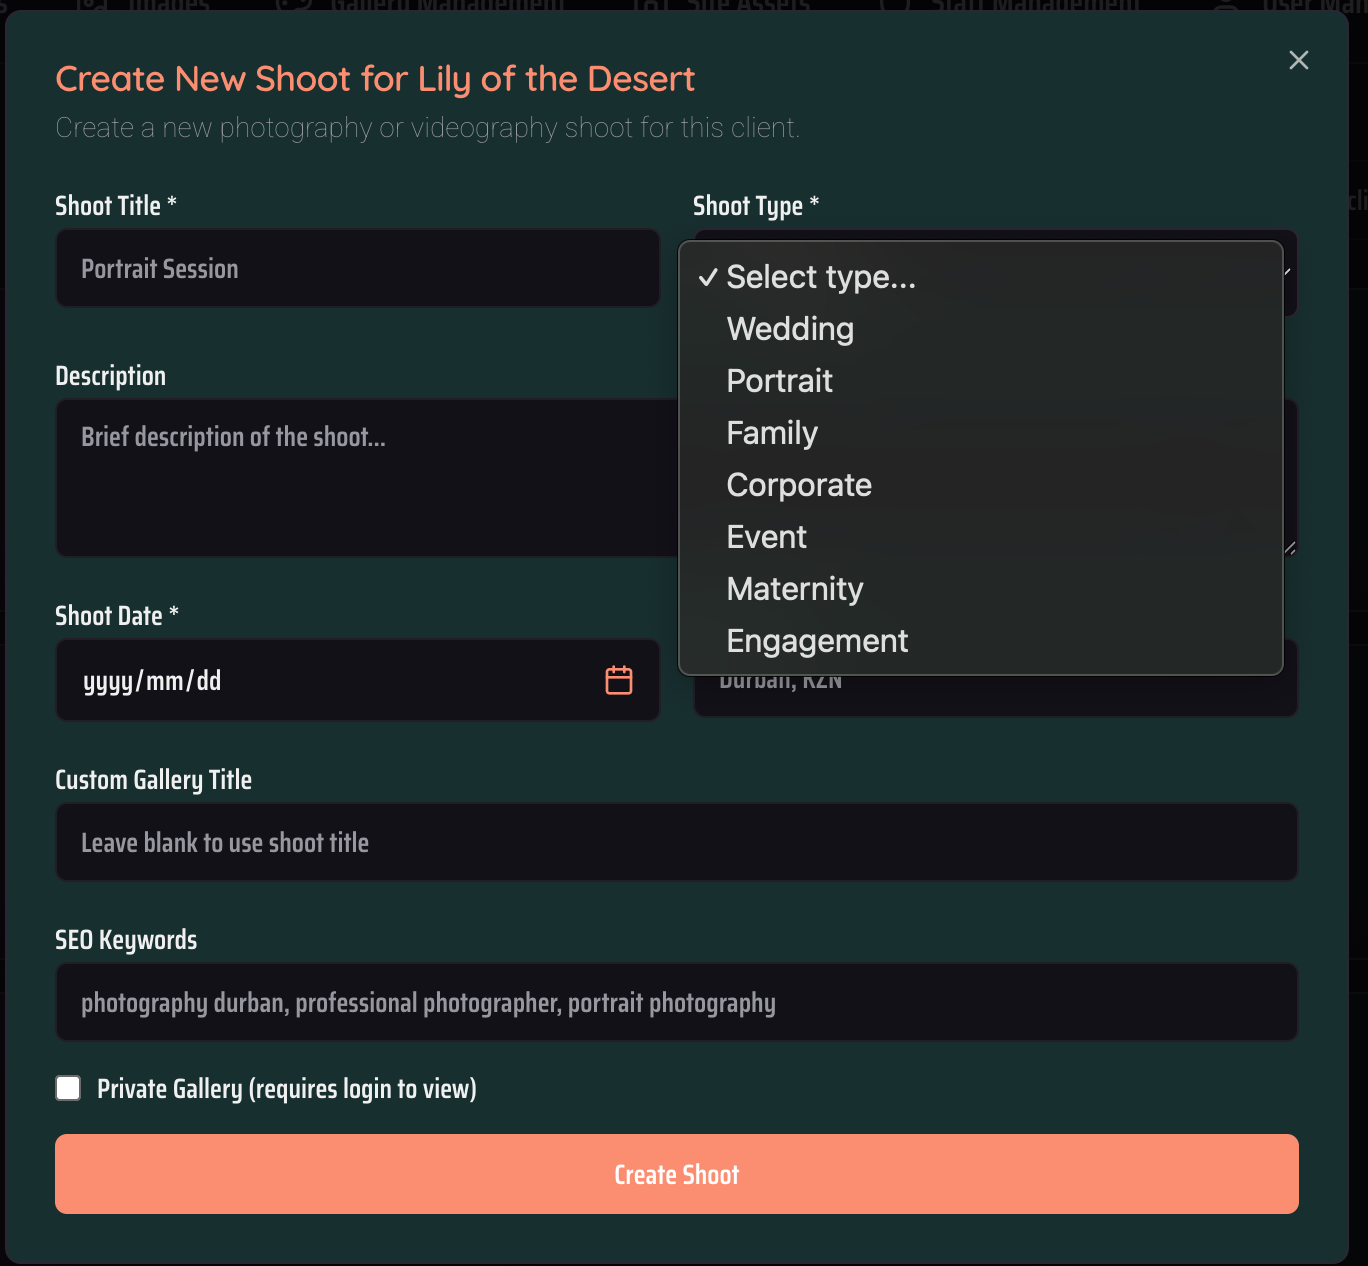 Images
Gallery Management
Site Assets
Staff Management
Create New Shoot for Lily of the Desert
Create a new photography or videography shoot for this client.
Shoot Title *
Shoot Type *
Portrait Session
✓ Select type...
Wedding
Portrait
Family
Corporate
Event
Maternity
Engagement
Description
Brief description of the shoot...
Shoot Date *
yyyy/mm/dd
Durban, KZN
Custom Gallery Title
Leave blank to use shoot title
SEO Keywords
photography durban, professional photographer, portrait photography
Private Gallery (requires login to view)
Create Shoot